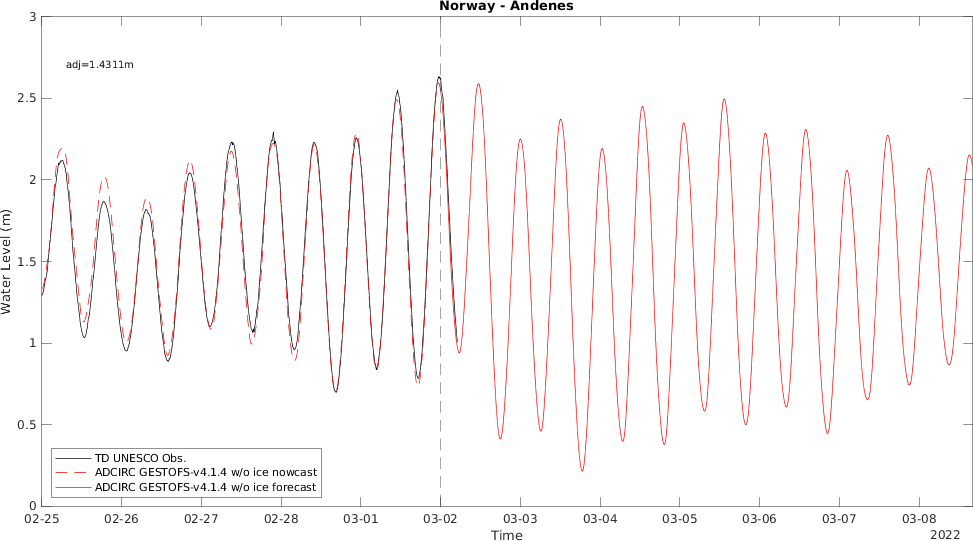 Norway - Andenes
3
adj=1.4311m
2.5
2
1.5
1
0.5
0
Water Level (m)
TD UNESCO Obs.
ADCIRC GESTOFS-v4.1.4 w/o ice nowcast
ADCIRC GESTOFS-v4.1.4 w/o ice forecast
02-25 02-26 02-27 02-28 03-01 03-02 03-03 03-04 03-05 03-06 03-07 03-08
Time
2022